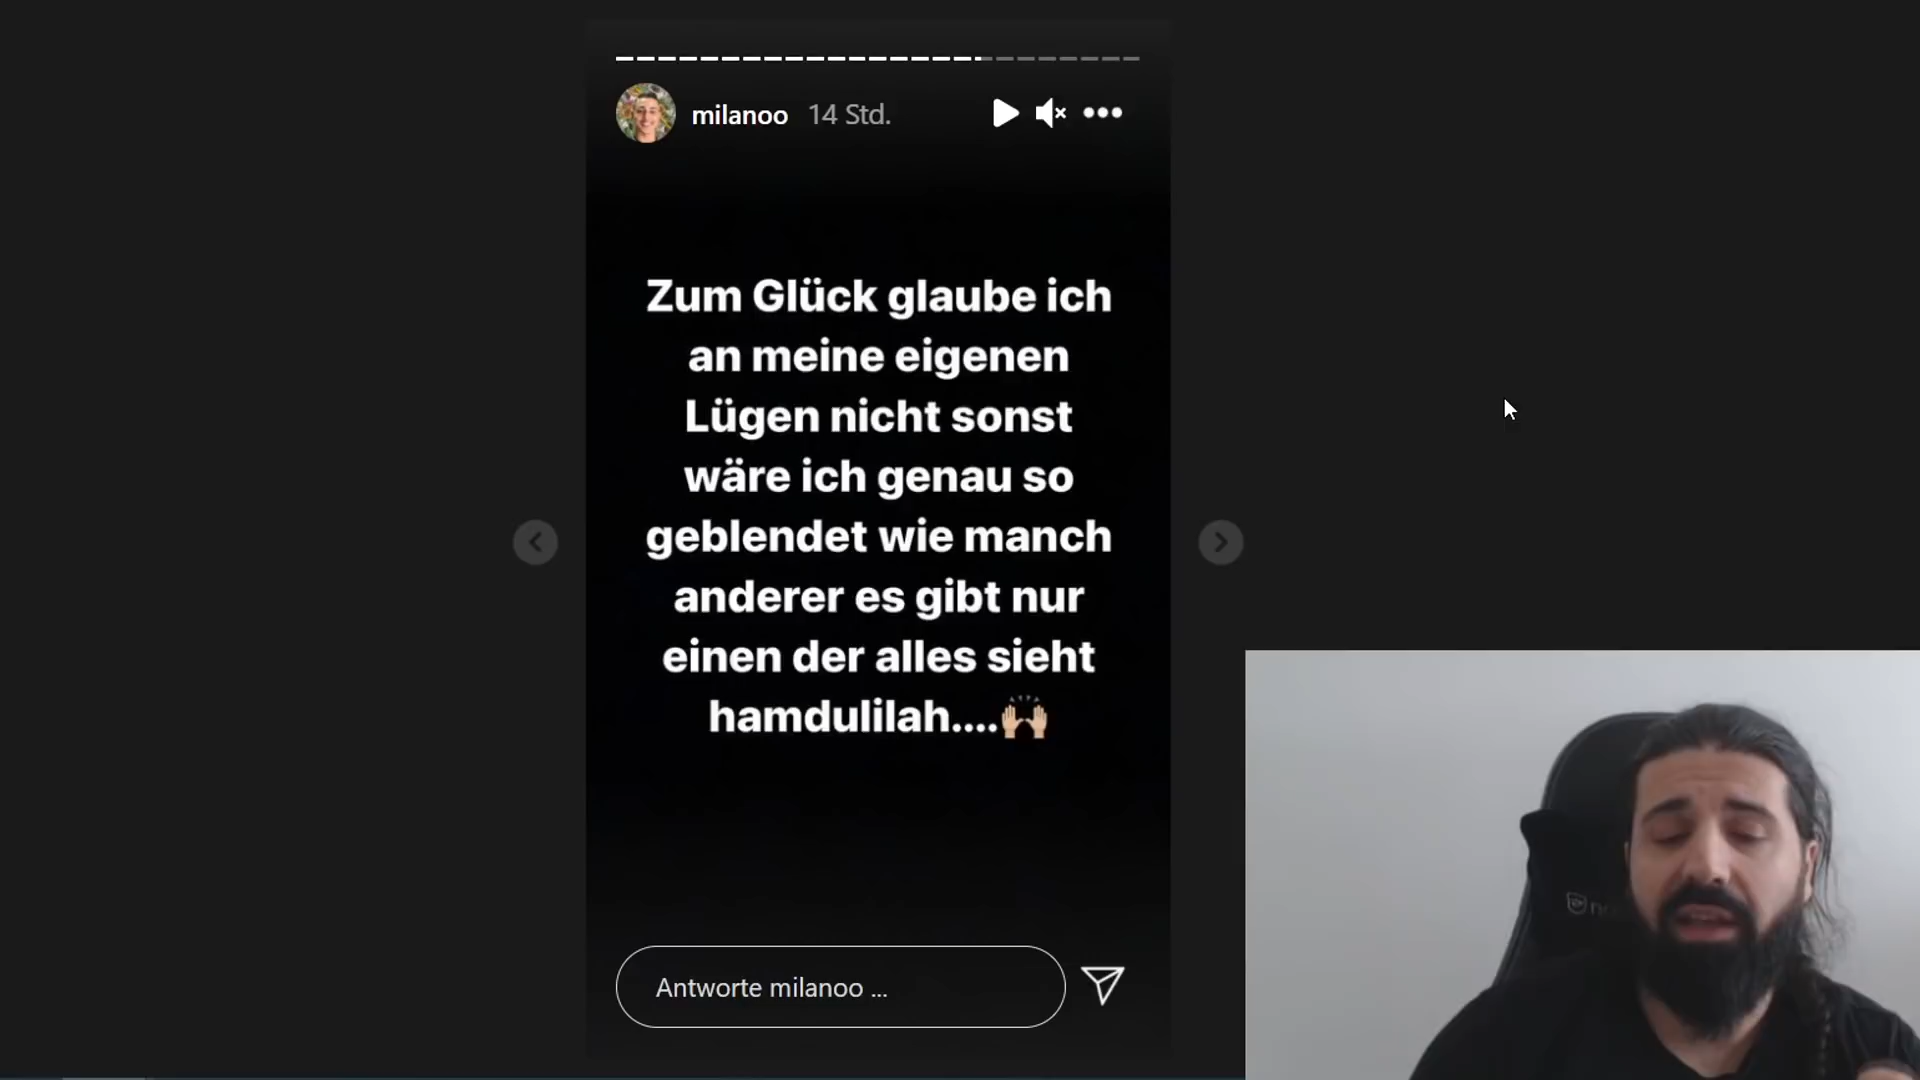 milanoo 14 Std.
Zum Glück glaube ich
an meine eigenen
Lügen nicht sonst
wäre ich genau so
geblendet wie manch
anderer es gibt nur
einen der alles sieht
hamdulilah....🙌🏼
Antworte milanoo ...